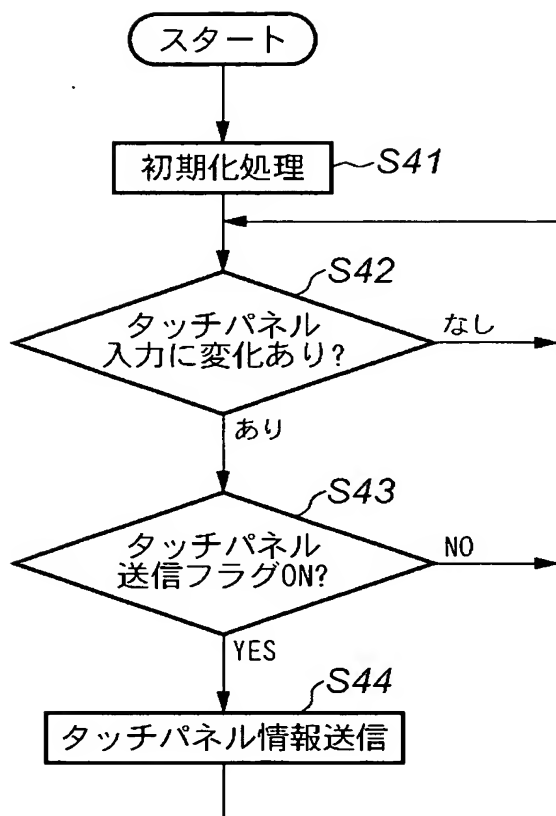 スタート
初期化処理
S41
S42
タッチパネル
入力に変化あり?
なし
あり
S43
タッチパネル
送信フラグON?
NO
YES
S44
タッチパネル情報送信